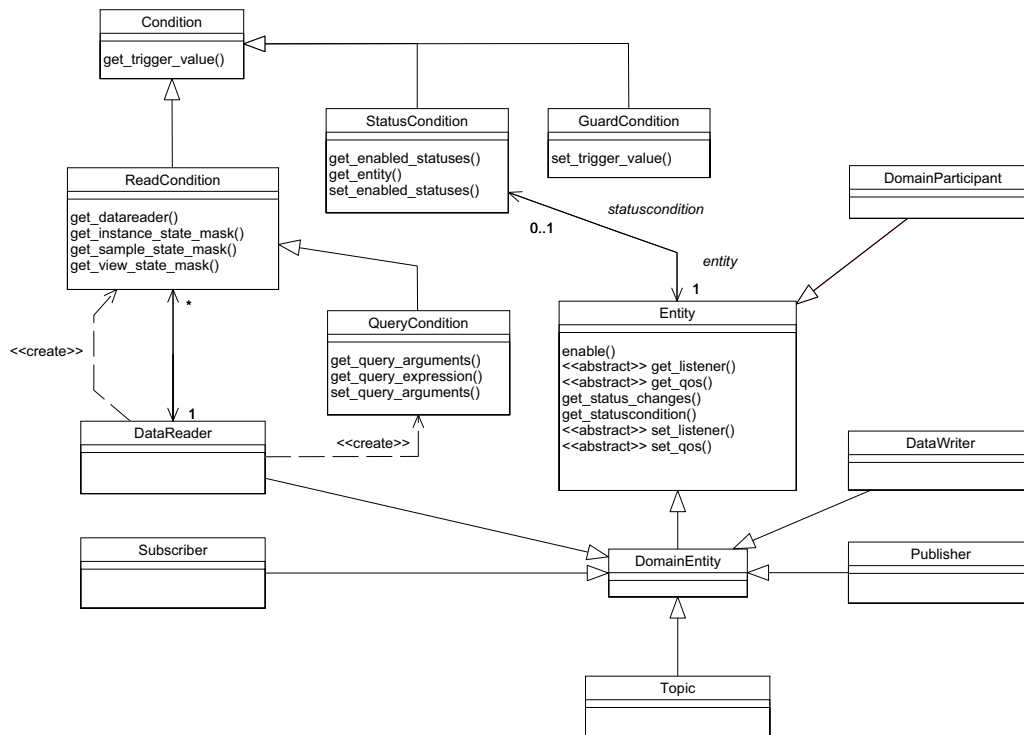 Condition
get_trigger_value()
StatusCondition
get_enabled_statuses()
get_entity()
set_enabled_statuses()
GuardCondition
set_trigger_value()
ReadCondition
get_datareader()
get_instance_state_mask()
get_sample_state_mask()
get_view_state_mask()
DomainParticipant
statuscondition
0..1
entity
1
*
<<create>>
1
QueryCondition
get_query_arguments()
get_query_expression()
set_query_arguments()
Entity
enable()
<<abstract>> get_listener()
<<abstract>> get_qos()
get_status_changes()
get_statuscondition()
<<abstract>> set_listener()
<<abstract>> set_qos()
DataReader
<<create>>
DataWriter
Subscriber
DomainEntity
Publisher
Topic